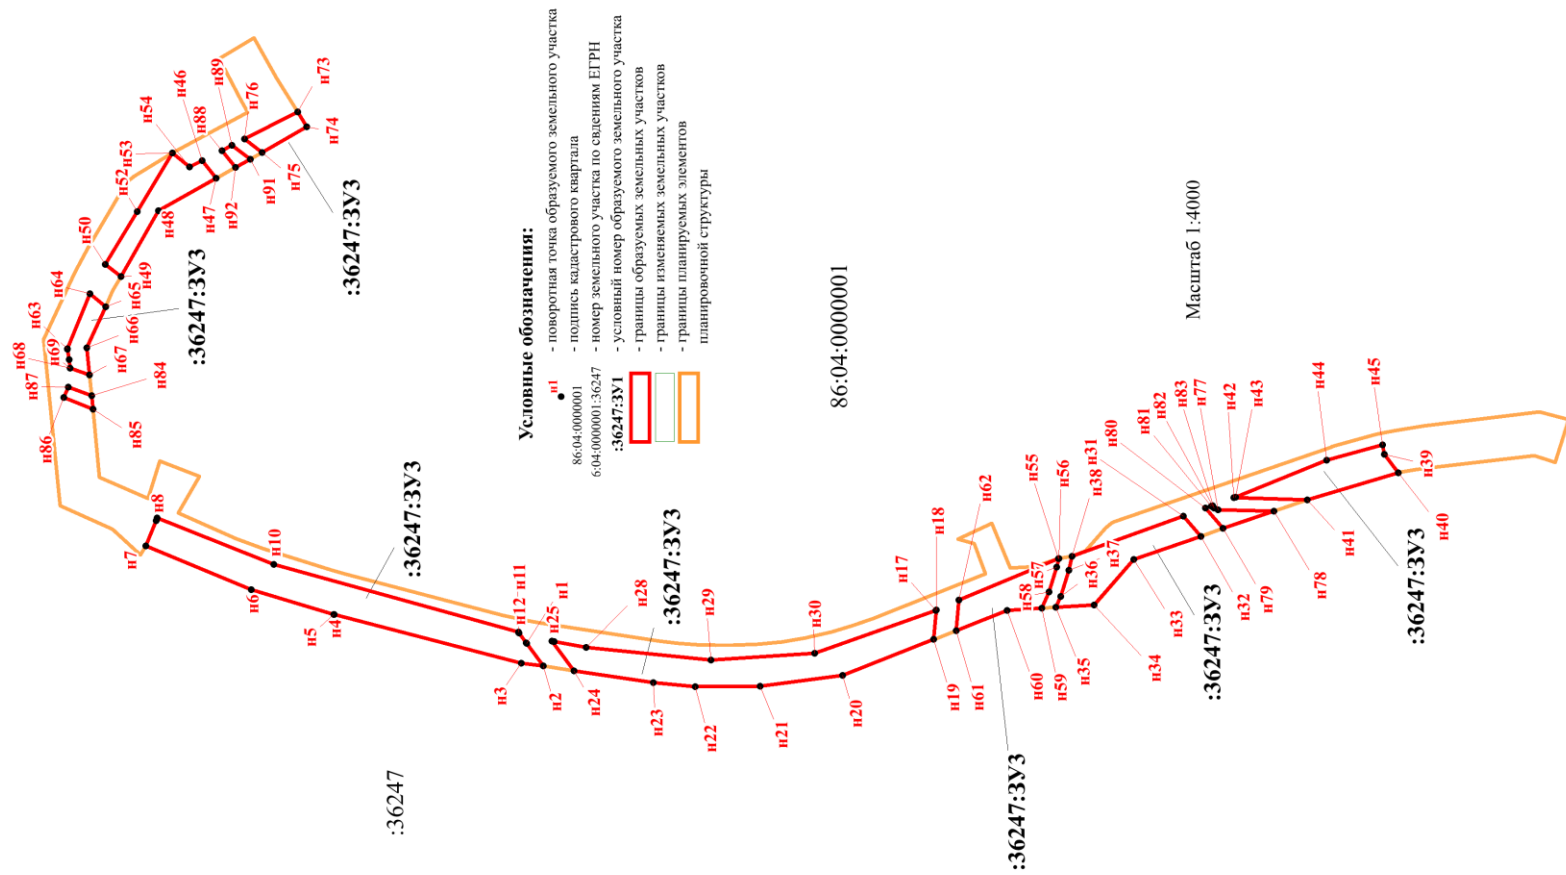 Условные обозначения:
н1
- поворотная точка образуемого земельного участка
86:04:0000001
- подпись кадастрового квартала
6:04:0000001:36247
- номер земельного участка по сведениям ЕГРН
:36247:ЗУ1
- условный номер образуемого земельного участка
- границы образуемых земельных участков
- границы изменяемых земельных участков
- границы планируемых элементов
планировочной структуры
86:04:0000001
Масштаб 1:4000
:36247
:36247:ЗУ3
:36247:ЗУ3
:36247:ЗУ3
:36247:ЗУ3
:36247:ЗУ3
:36247:ЗУ3
:36247:ЗУ3
:36247:ЗУ3
н86
н87
н68
н69
н63
н64
н50
н52
н53
н54
н46
н88
н89
н76
н73
н74
н75
н91
н92
н47
н48
н49
н65
н66
н67
н84
н85
н7
н8
н6
н10
н5
н4
н12
н11
н1
н3
н2
н25
н24
н28
н23
н22
н29
н21
н30
н20
н17
н18
н19
н62
н61
н60
н55
н56
н57
н58
н59
н38
н37
н36
н35
н34
н33
н31
н32
н80
н81
н82
н83
н77
н79
н78
н42
н43
н41
н44
н45
н39
н40